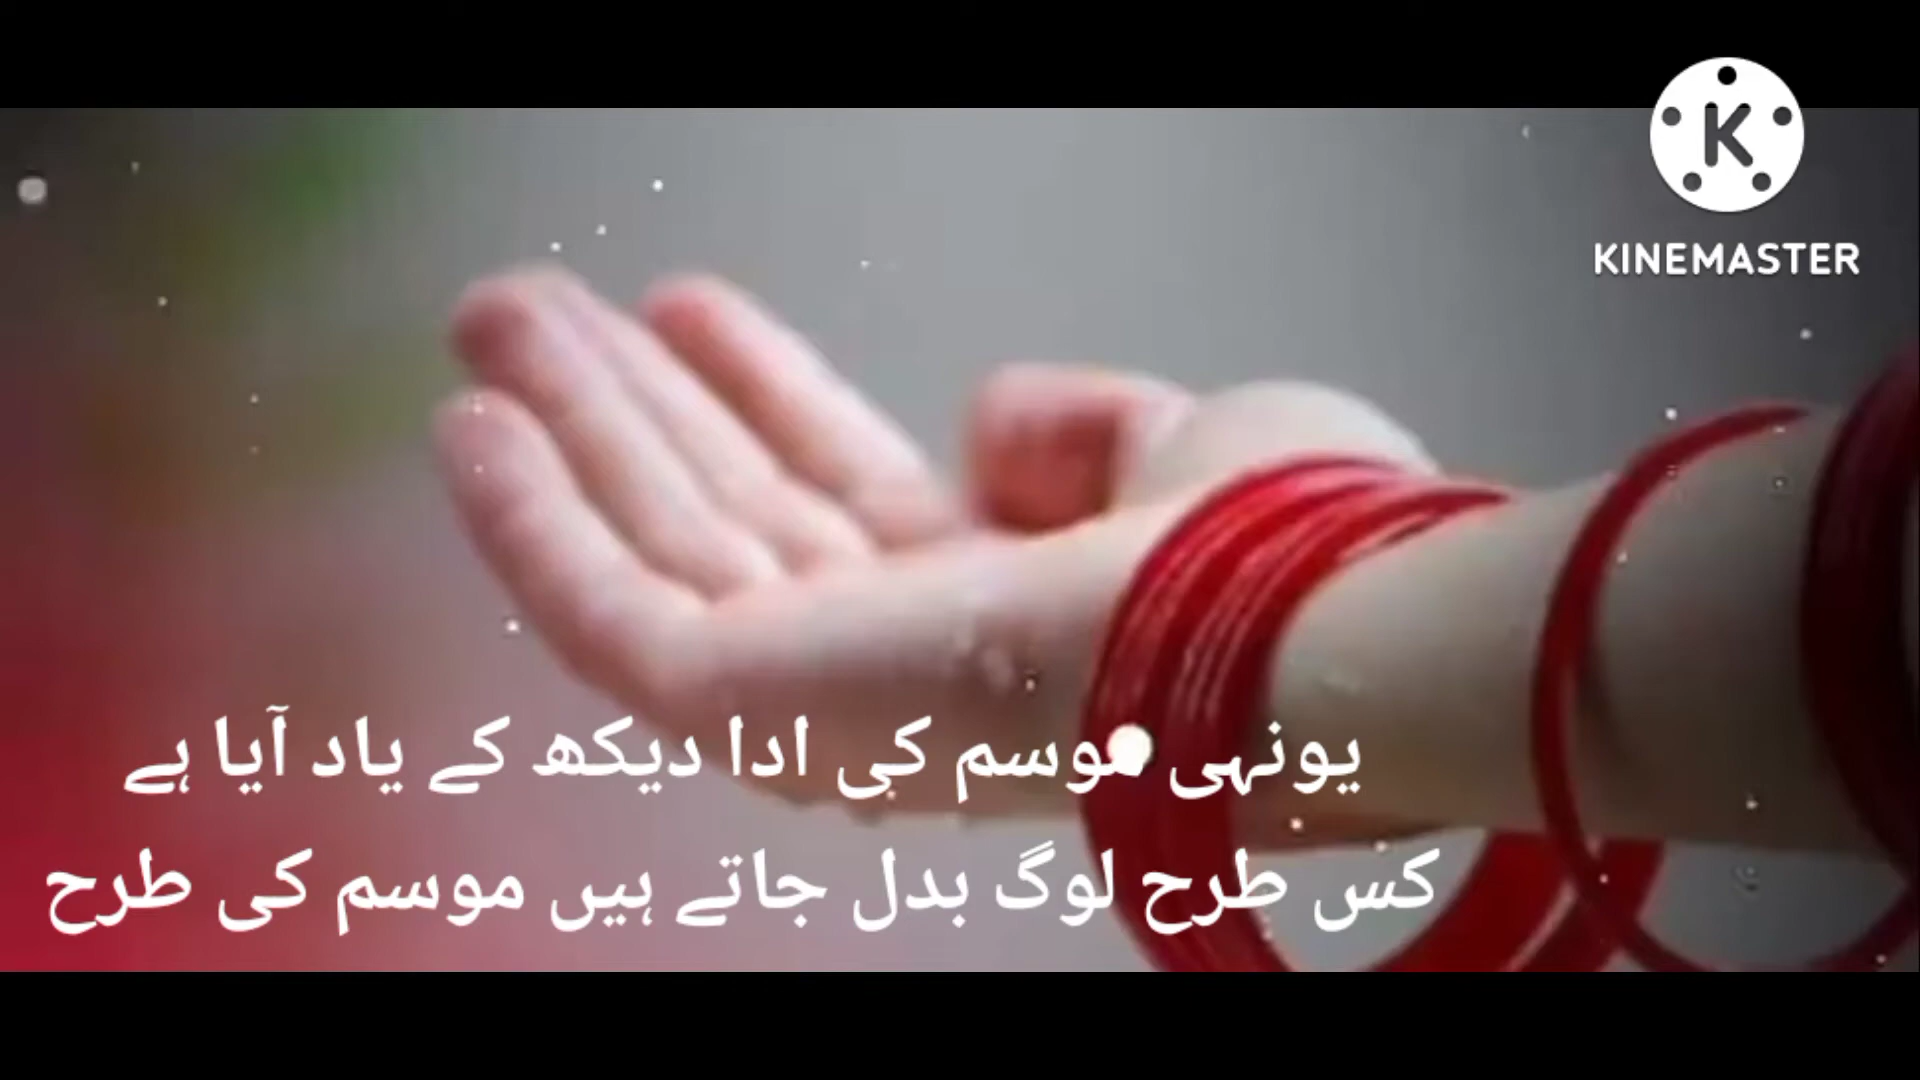 KINEMASTER
یونہی موسم کی ادا دیکھ کے یاد آیا ہے
کس طرح لوگ بدل جاتے ہیں موسم کی طرح